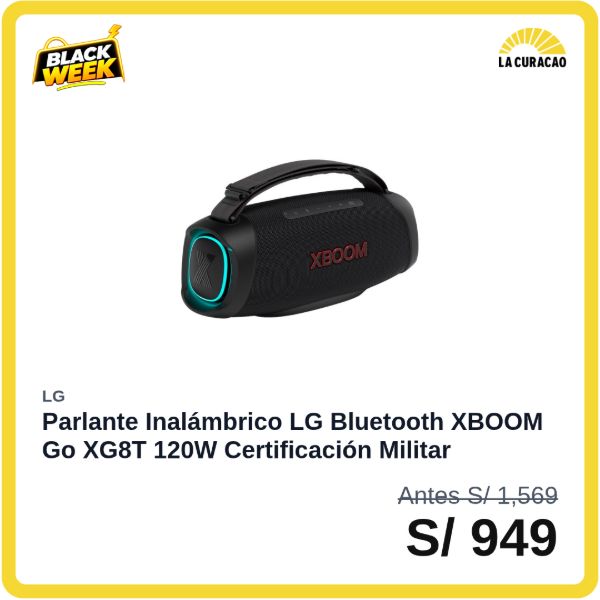 BLACK
WEEK
LA CURACAO
XBOOM
LG
Parlante Inalámbrico LG Bluetooth XBOOM
Go XG8T 120W Certificación Militar
Antes S/ 1,569
S/ 949